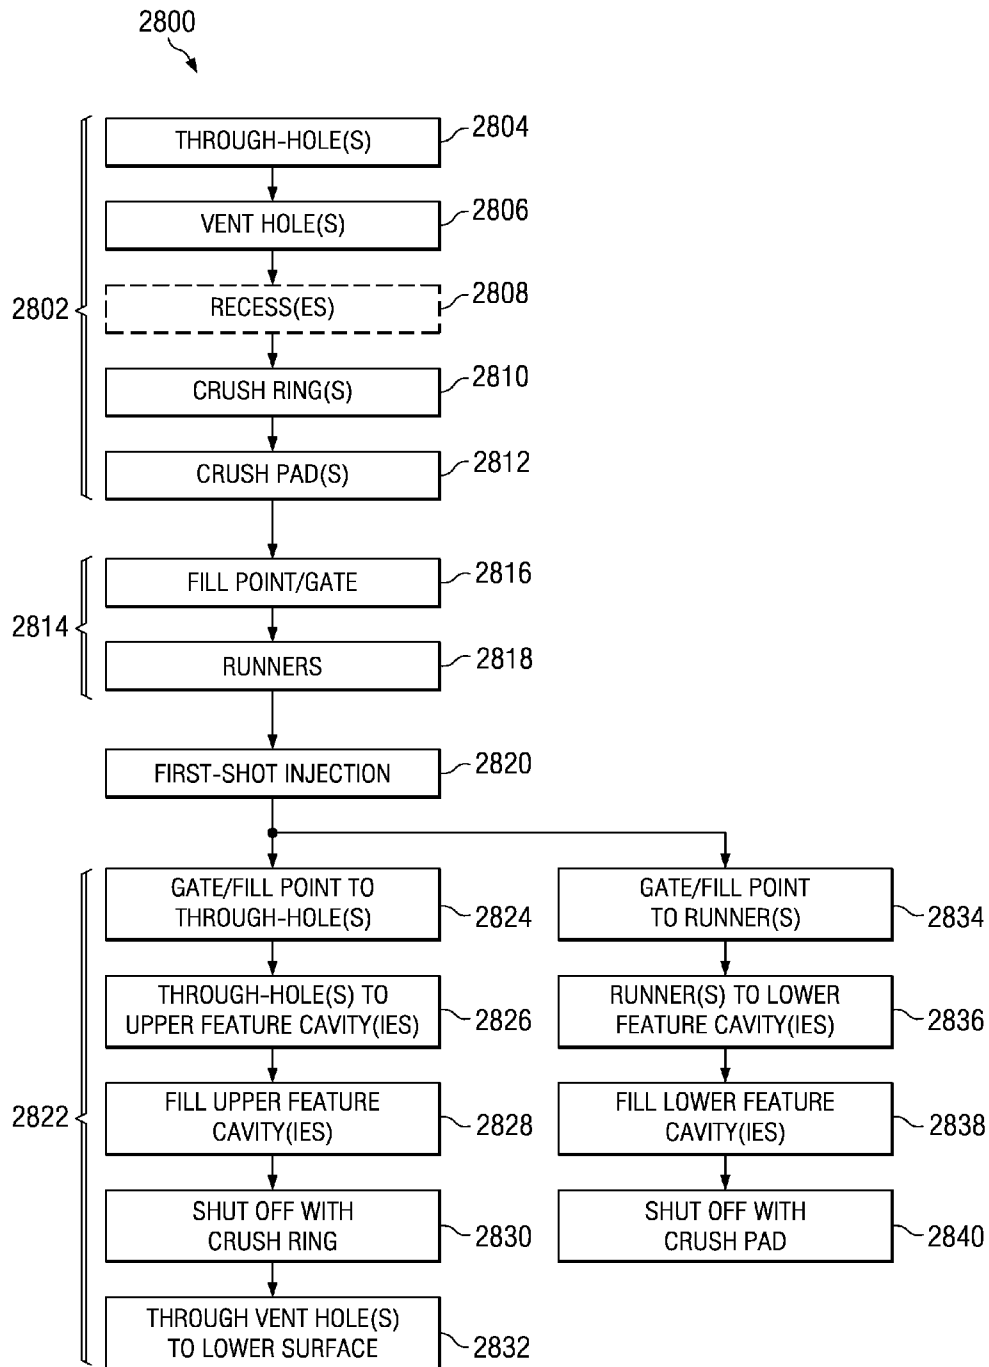 2800
THROUGH-HOLE(S)
2804
VENT HOLE(S)
2806
2802
RECESS(ES)
2808
CRUSH RING(S)
2810
CRUSH PAD(S)
2812
2814
FILL POINT/GATE
2816
RUNNERS
2818
FIRST-SHOT INJECTION
2820
2822
GATE/FILL POINT TO
THROUGH-HOLE(S)
2824
THROUGH-HOLE(S) TO
UPPER FEATURE CAVITY(IES)
2826
FILL UPPER FEATURE
CAVITY(IES)
2828
SHUT OFF WITH
CRUSH RING
2830
THROUGH VENT HOLE(S)
TO LOWER SURFACE
2832
GATE/FILL POINT
TO RUNNER(S)
2834
RUNNER(S) TO LOWER
FEATURE CAVITY(IES)
2836
FILL LOWER FEATURE
CAVITY(IES)
2838
SHUT OFF WITH
CRUSH PAD
2840